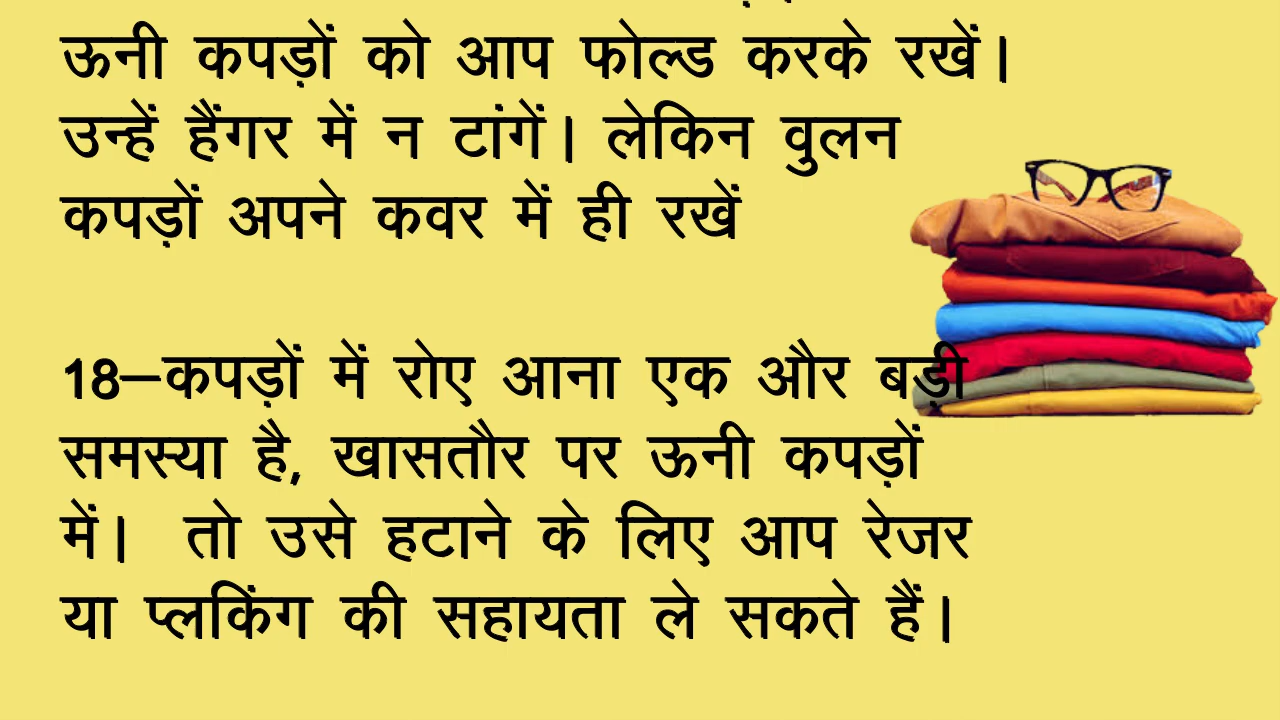 ऊनी कपड़ों को आप फोल्ड करके रखें।
उन्हें हैंगर में न टांगें। लेकिन वुलन
कपड़ों अपने कवर में ही रखें
18–कपड़ों में रोए आना एक और बड़ी
समस्या है, खासतौर पर ऊनी कपड़ों
में। तो उसे हटाने के लिए आप रेजर
या प्लकिंग की सहायता ले सकते हैं।